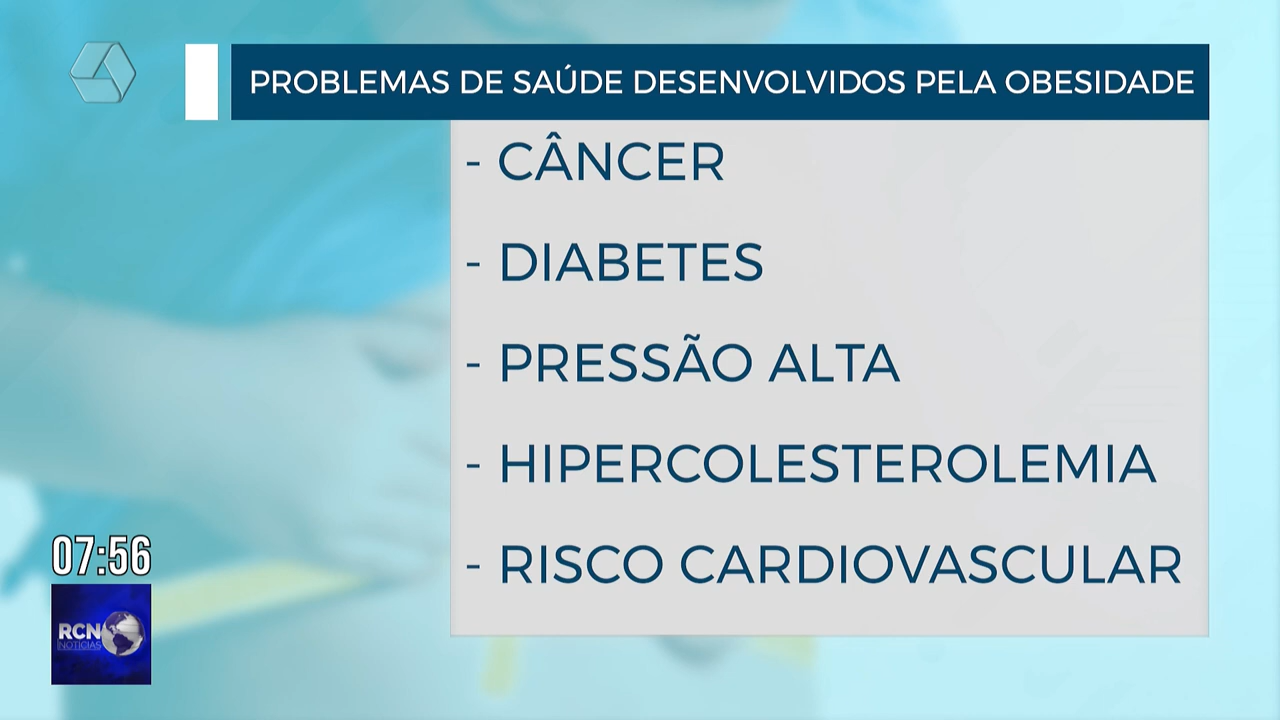 PROBLEMAS DE SAÚDE DESENVOLVIDOS PELA OBESIDADE
- CÂNCER
- DIABETES
- PRESSÃO ALTA
- HIPERCOLESTEROLEMIA
- RISCO CARDIOVASCULAR
07:56
RCN
NOTÍCIAS